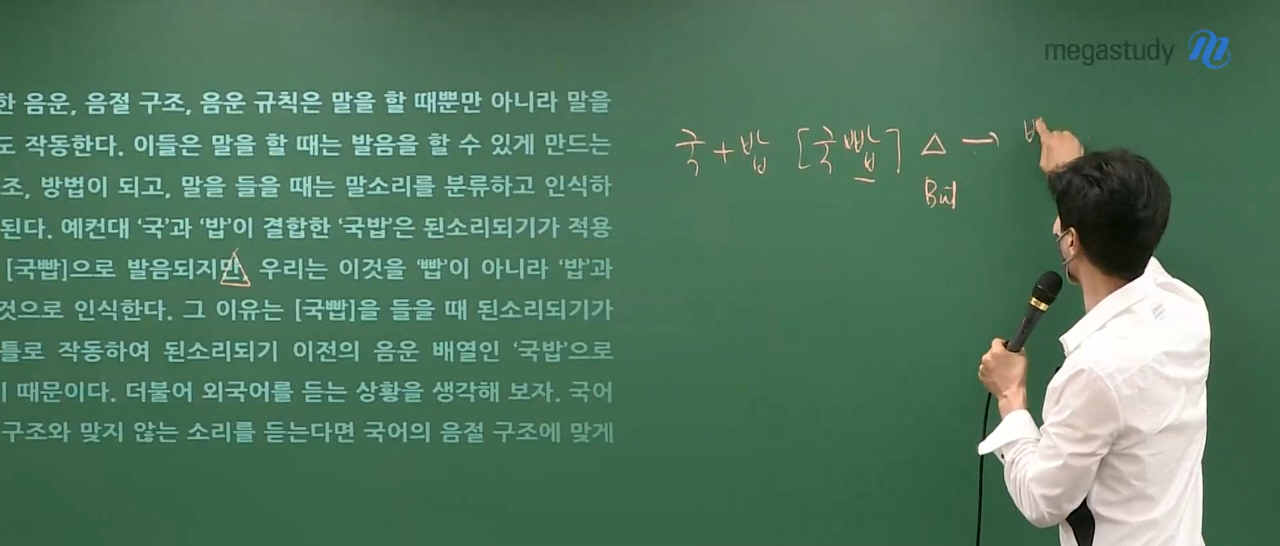 megastudy
한 음운, 음절 구조, 음운 규칙은 말을 할 때뿐만 아니라 말을
도 작동한다. 이들은 말을 할 때는 발음을 할 수 있게 만드는
조, 방법이 되고, 말을 들을 때는 말소리를 분류하고 인식하
된다. 예컨대 ‘국’과 ‘밥’이 결합한 ‘국밥’은 된소리되기가 적용
[국빱]으로 발음되지만, 우리는 이것을 ‘빱’이 아니라 ‘밥’과
것으로 인식한다. 그 이유는 [국빱]을 들을 때 된소리되기가
틀로 작동하여 된소리되기 이전의 음운 배열인 ‘국밥’으로
기 때문이다. 더불어 외국어를 듣는 상황을 생각해 보자. 국어
구조와 맞지 않는 소리를 듣는다면 국어의 음절 구조에 맞게
국+밥 [국빱] △ →
But